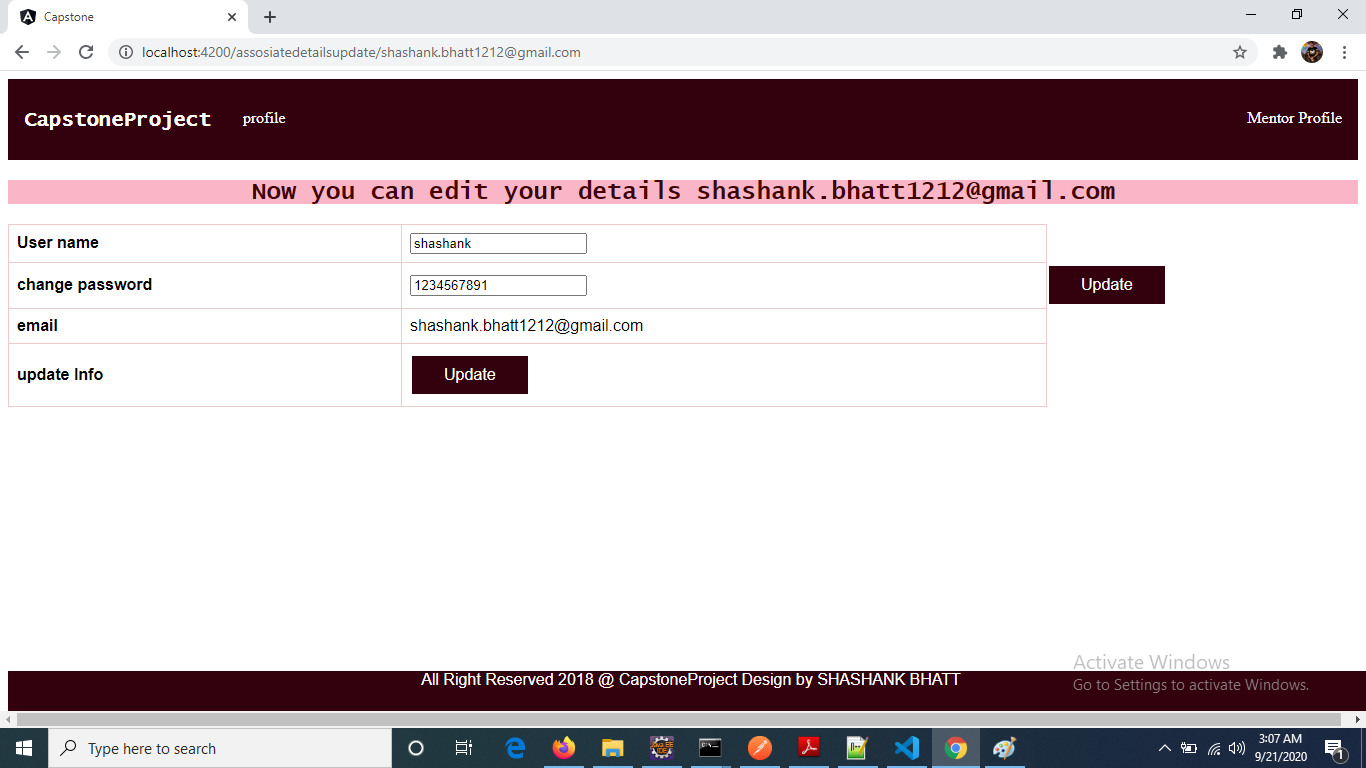 Capstone
localhost:4200/assosiatedetailsupdate/shashank.bhatt1212@gmail.com
CapstoneProject profile Mentor Profile
Now you can edit your details shashank.bhatt1212@gmail.com
User name shashank
change password 1234567891 Update
email shashank.bhatt1212@gmail.com
update Info Update
Activate Windows
All Right Reserved 2018 @ CapstoneProject Design by SHASHANK BHATT
Go to Settings to activate Windows.
Type here to search
3:07 AM
9/21/2020
1